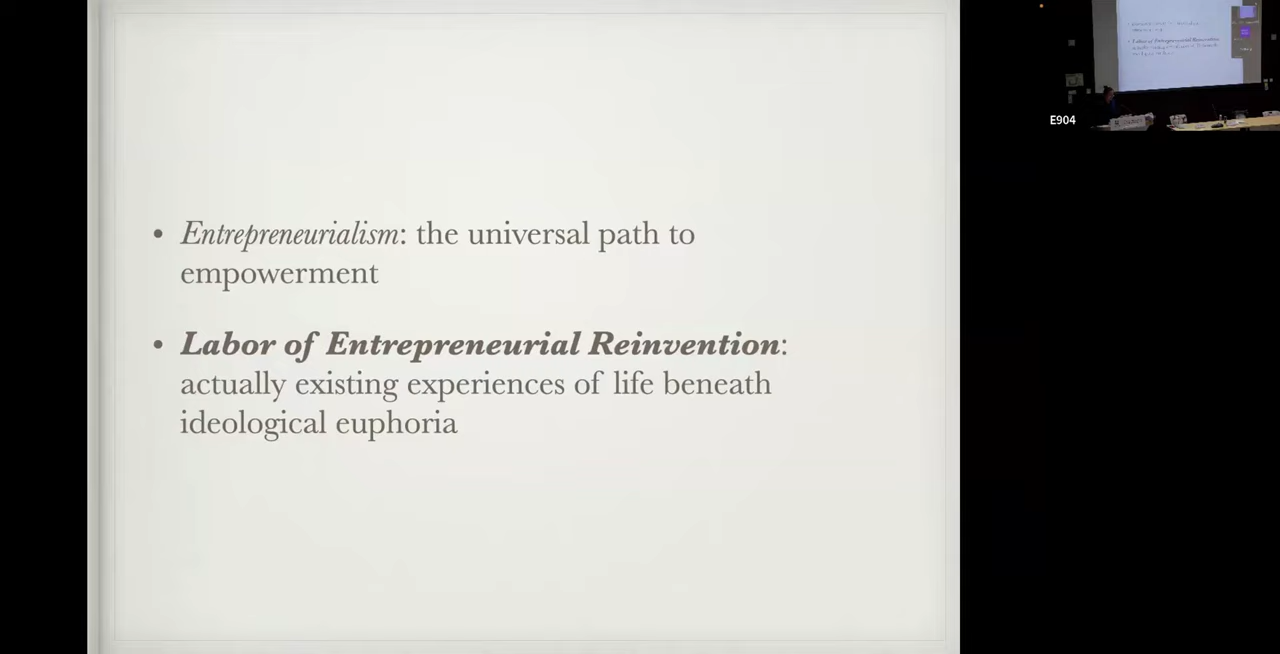 • Entrepreneurialism: the universal path to
empowerment
• Labor of Entrepreneurial Reinvention:
actually existing experiences of life beneath
ideological euphoria
E904